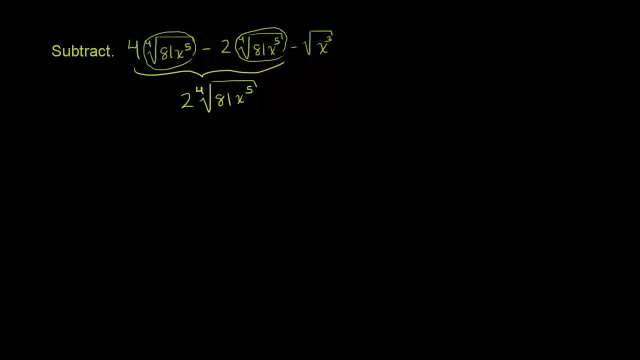 Subtract. 4 ∜(81x⁵) − 2 ∜(81x⁵) − √(x³)
2 ∜(81x⁵)